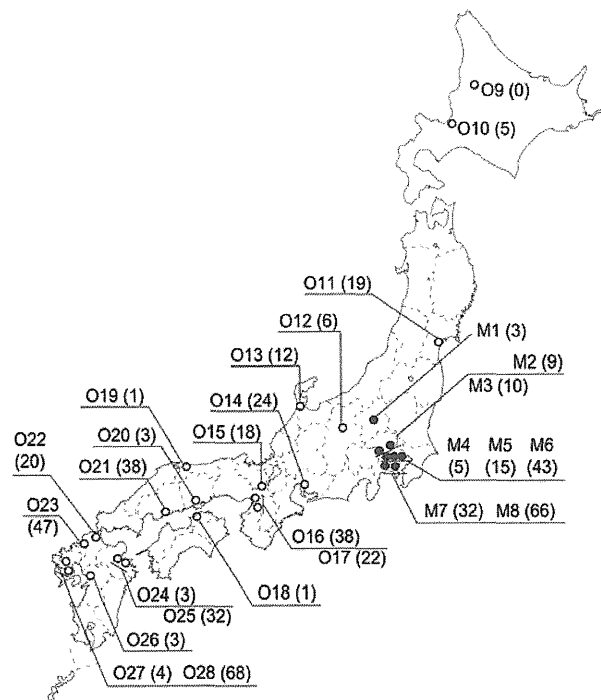 O9 (0)
O10 (5)
O11 (19)
O12 (6)
M1 (3)
O13 (12)
M2 (9)
M3 (10)
O19 (1)
O14 (24)
O20 (3)
O15 (18)
O22
(20)
O21 (38)
M4 M5 M6
(5) (15) (43)
O23
(47)
M7 (32) M8 (66)
O16 (38)
O17 (22)
O24 (3)
O18 (1)
O25 (32)
O26 (3)
O27 (4) O28 (68)